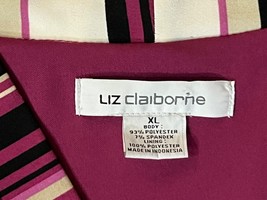 LIZ claiborne
XL
BODY:
93% POLYESTER
7% SPANDEX
LINING:
100% POLYESTER
MADE IN INDONESIA